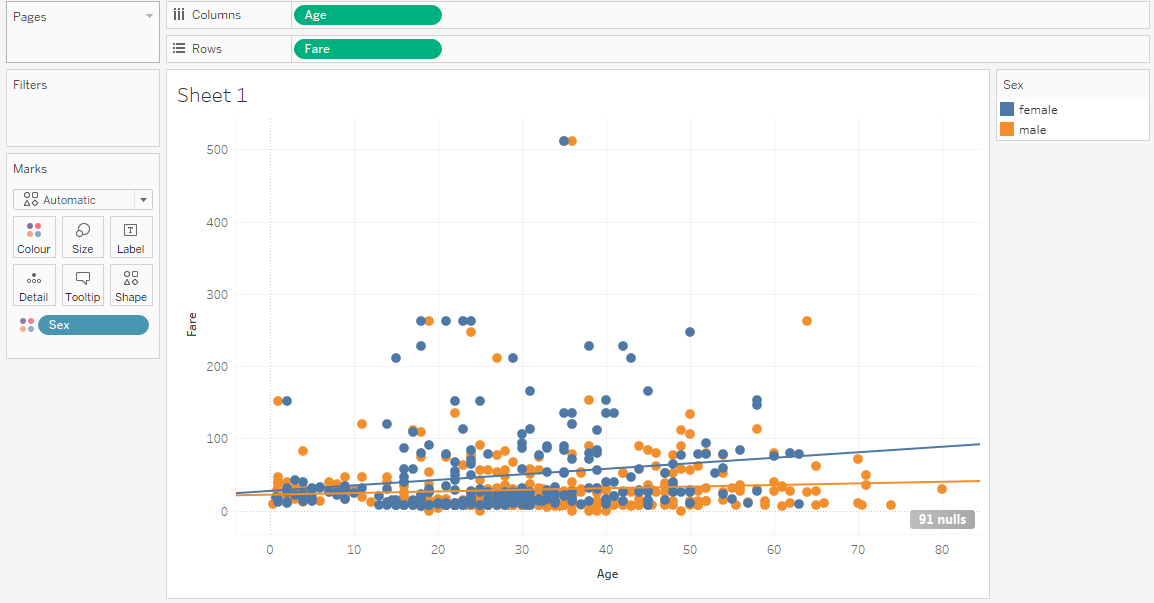 Pages
Columns
Age
Rows
Fare
Filters
Marks
Automatic
Colour
Size
Label
Detail
Tooltip
Shape
Sex
Sheet 1
Fare
500
400
300
200
100
0
0 10 20 30 40 50 60 70 80
Age
91 nulls
Sex
female
male